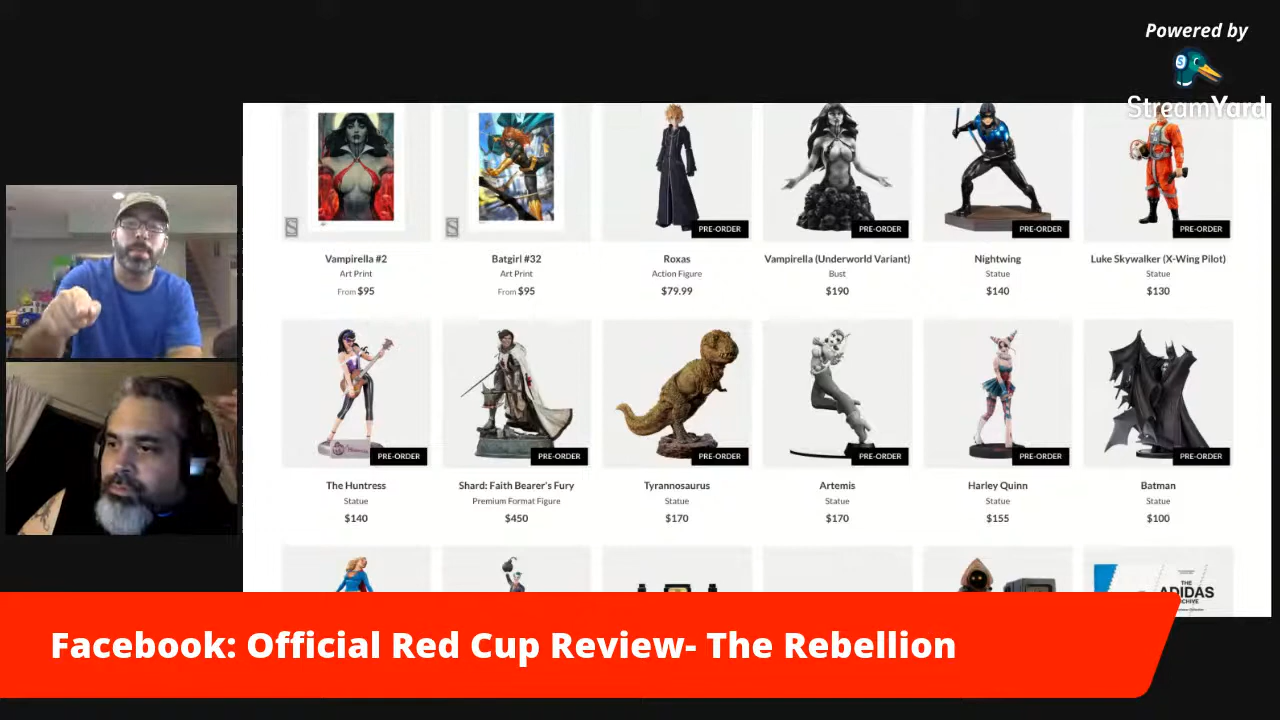 Powered by
StreamYard
Vampirella #2
Art Print
From $95
Batgirl #32
Art Print
From $95
PRE-ORDER
Roxas
Action Figure
$79.99
PRE-ORDER
Vampirella (Underworld Variant)
Bust
$190
PRE-ORDER
Nightwing
Statue
$140
PRE-ORDER
Luke Skywalker (X-Wing Pilot)
Statue
$130
PRE-ORDER
The Huntress
Statue
$140
PRE-ORDER
Shard: Faith Bearer's Fury
Premium Format Figure
$450
PRE-ORDER
Tyrannosaurus
Statue
$170
PRE-ORDER
Artemis
Statue
$170
PRE-ORDER
Harley Quinn
Statue
$155
PRE-ORDER
Batman
Statue
$100
THE
ADIDAS
ARCHIVE
Facebook: Official Red Cup Review- The Rebellion